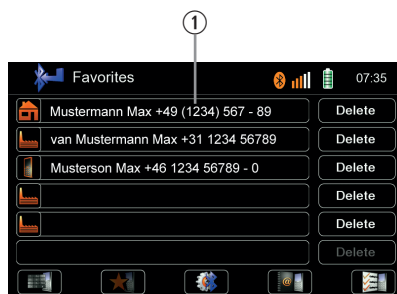 1
Favorites 07:35
Mustermann Max +49 (1234) 567 - 89 Delete
van Mustermann Max +31 1234 56789 Delete
Musterson Max +46 1234 56789 - 0 Delete
Delete
Delete
Delete
@